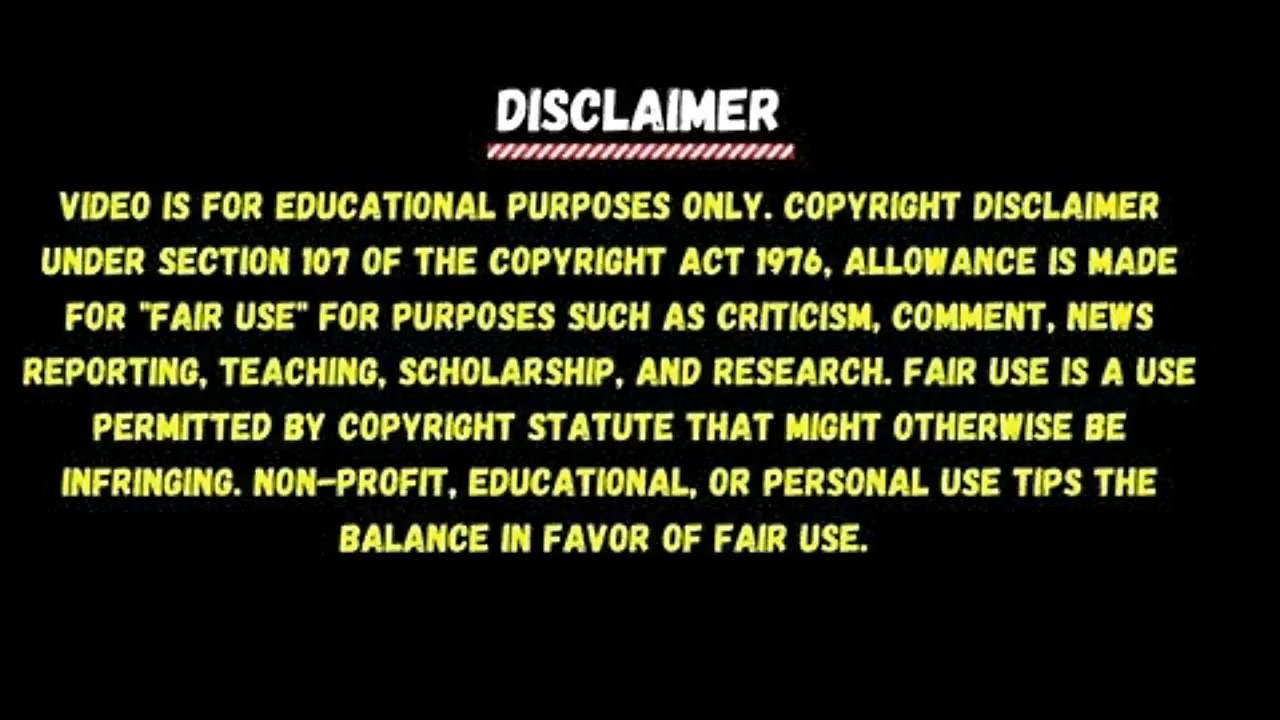 DISCLAIMER
VIDEO IS FOR EDUCATIONAL PURPOSES ONLY. COPYRIGHT DISCLAIMER
UNDER SECTION 107 OF THE COPYRIGHT ACT 1976, ALLOWANCE IS MADE
FOR "FAIR USE" FOR PURPOSES SUCH AS CRITICISM, COMMENT, NEWS
REPORTING, TEACHING, SCHOLARSHIP, AND RESEARCH. FAIR USE IS A USE
PERMITTED BY COPYRIGHT STATUTE THAT MIGHT OTHERWISE BE
INFRINGING. NON-PROFIT, EDUCATIONAL, OR PERSONAL USE TIPS THE
BALANCE IN FAVOR OF FAIR USE.